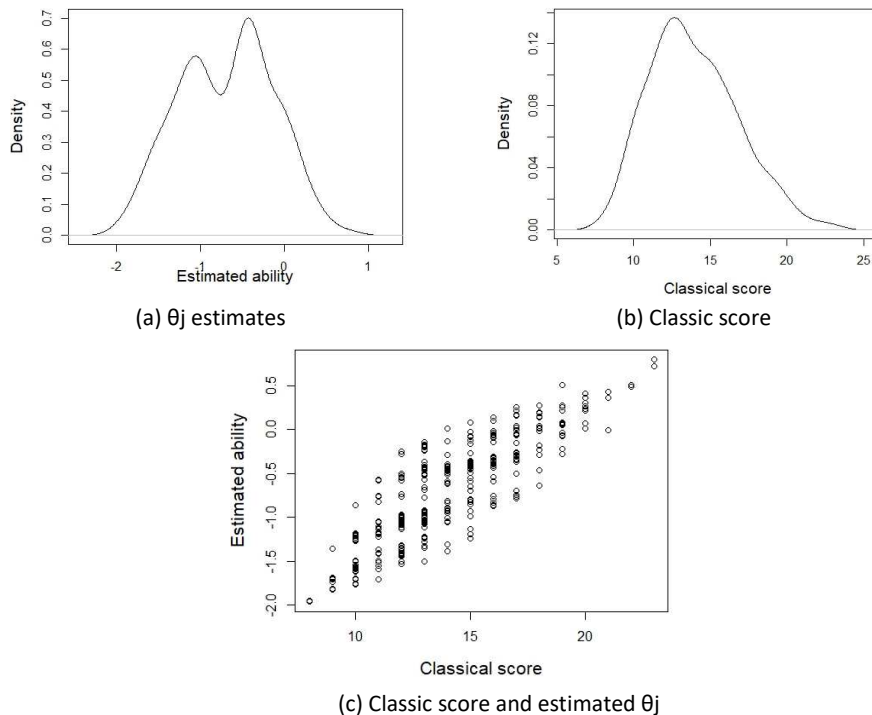 0.7
0.6
0.5
0.4
0.3
0.2
0.1
0.0
Density
-2 -1 0 1
Estimated ability
(a) θj estimates
0.12
0.08
0.04
0.00
Density
5 10 15 20 25
Classical score
(b) Classic score
0.5
0.0
-0.5
-1.0
-1.5
-2.0
Estimated ability
10 15 20
Classical score
(c) Classic score and estimated θj